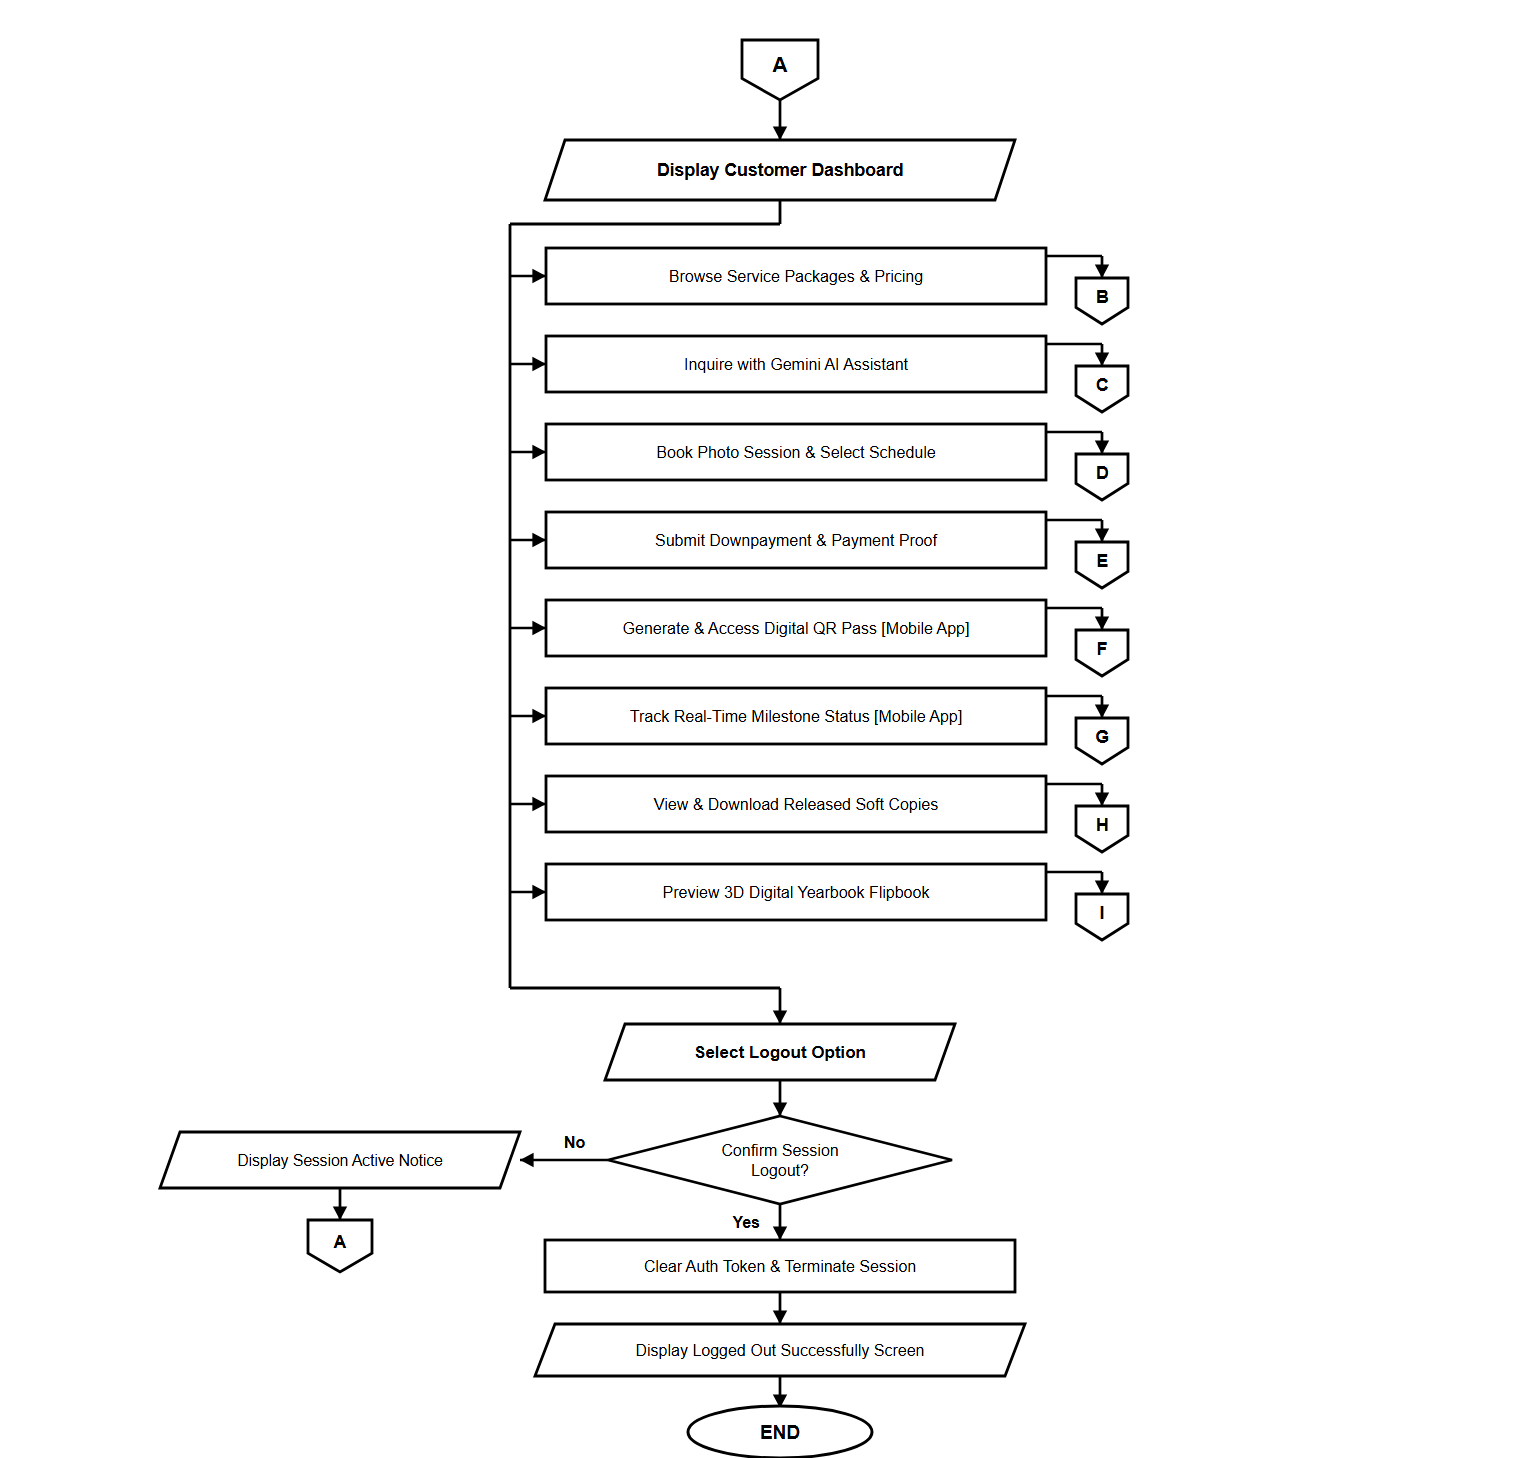 A
Display Customer Dashboard
Browse Service Packages & Pricing
B
Inquire with Gemini AI Assistant
C
Book Photo Session & Select Schedule
D
Submit Downpayment & Payment Proof
E
Generate & Access Digital QR Pass [Mobile App]
F
Track Real-Time Milestone Status [Mobile App]
G
View & Download Released Soft Copies
H
Preview 3D Digital Yearbook Flipbook
I
Select Logout Option
Confirm Session
Logout?
No
Display Session Active Notice
A
Yes
Clear Auth Token & Terminate Session
Display Logged Out Successfully Screen
END